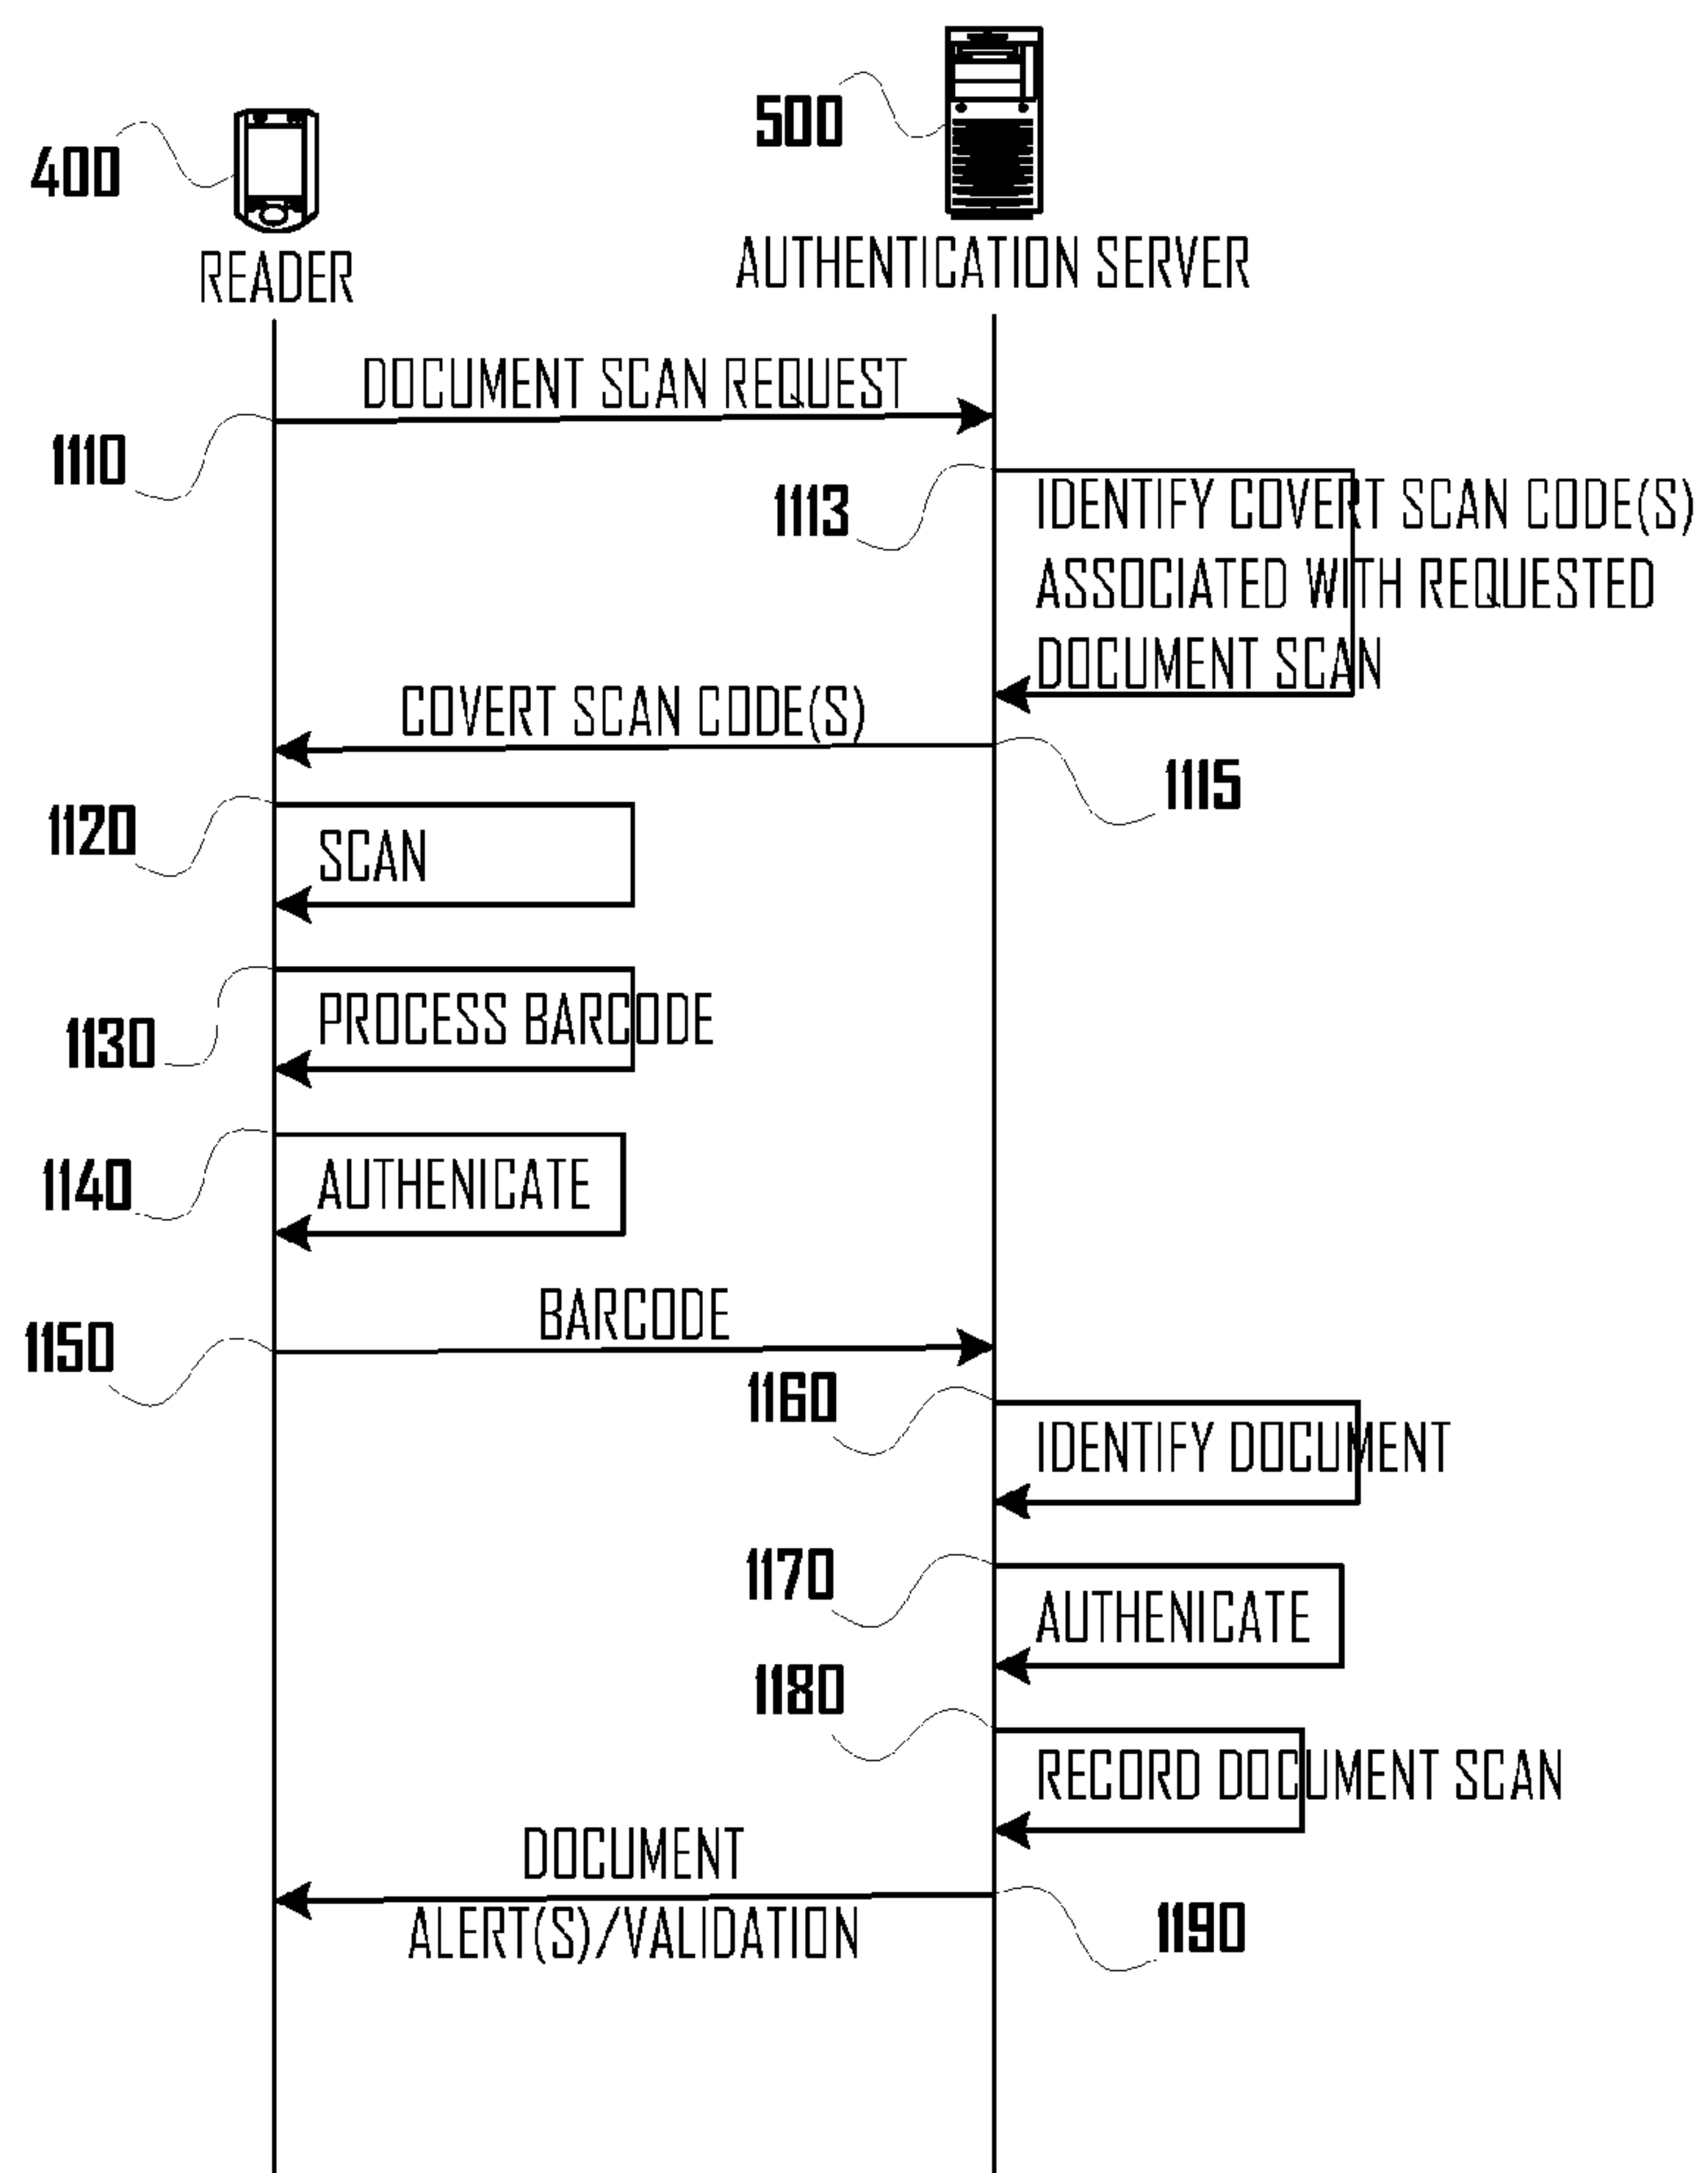 500
400
READER
AUTHENTICATION SERVER
DOCUMENT SCAN REQUEST
1110
1113
IDENTIFY COVERT SCAN CODE(S)
ASSOCIATED WITH REQUESTED
DOCUMENT SCAN
COVERT SCAN CODE(S)
1115
1120
SCAN
1130
PROCESS BARCODE
1140
AUTHENICATE
BARCODE
1150
1160
IDENTIFY DOCUMENT
1170
AUTHENICATE
1180
RECORD DOCUMENT SCAN
DOCUMENT
ALERT(S)/VALIDATION
1190